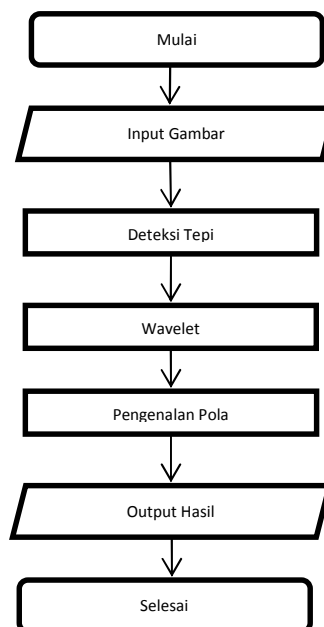 Mulai
Input Gambar
Deteksi Tepi
Wavelet
Pengenalan Pola
Output Hasil
Selesai